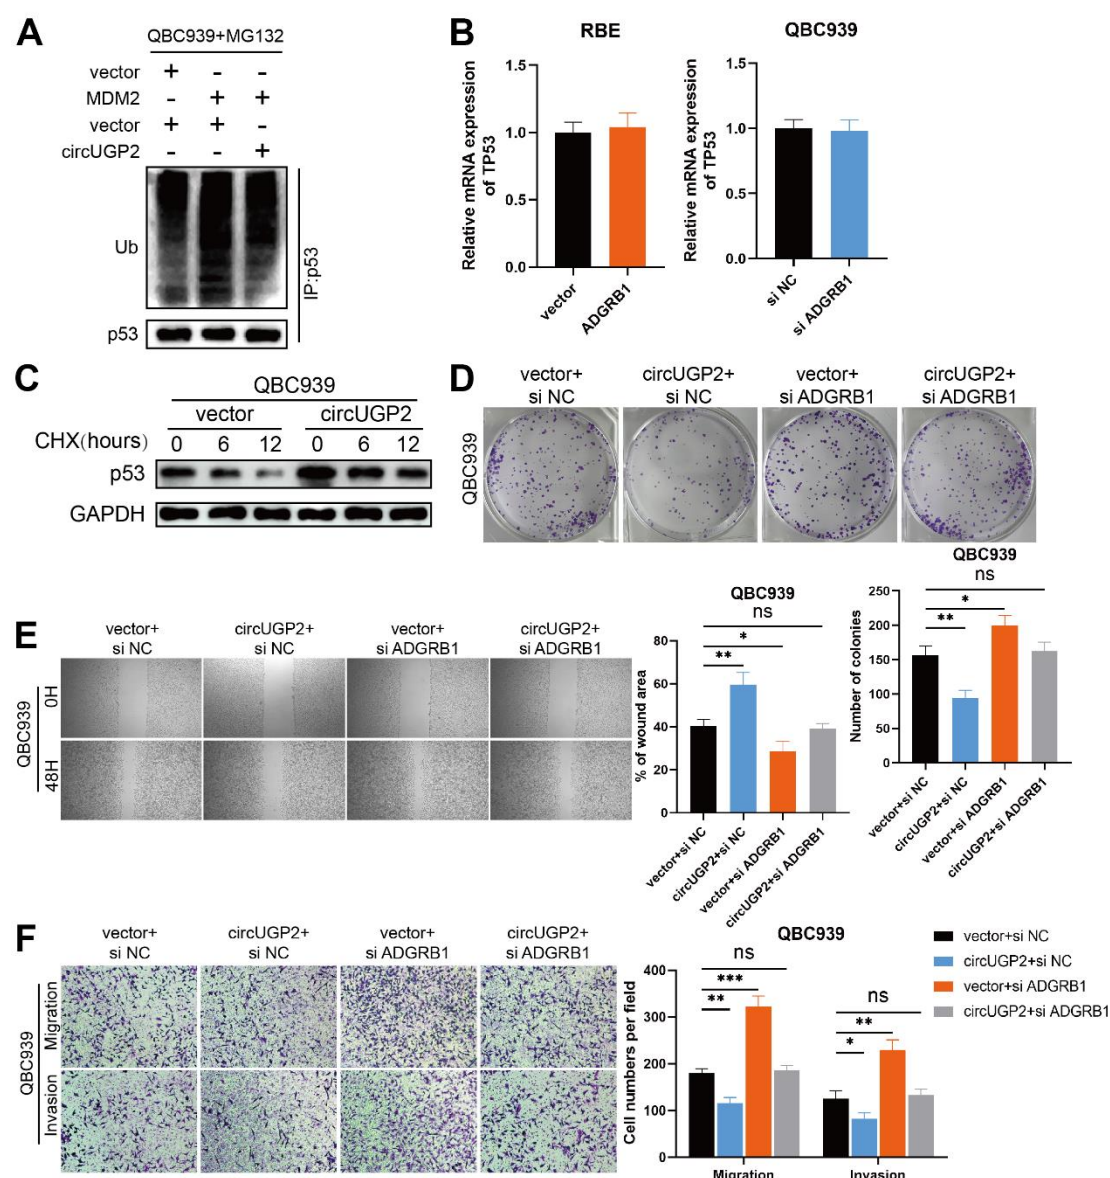 A
QBC939+MG132
vector + - -
MDM2 - + +
vector + + -
circUGP2 - - +
Ub
p53
IP:p53
B
RBE
Relative mRNA expression
of TP53
1.5
1.0
0.5
0.0
vector
ADGRB1
QBC939
Relative mRNA expression
of TP53
1.5
1.0
0.5
0.0
si NC
si ADGRB1
C
QBC939
vector circUGP2
CHX(hours) 0 6 12 0 6 12
p53
GAPDH
D
vector+
si NC
circUGP2+
si NC
vector+
si ADGRB1
circUGP2+
si ADGRB1
QBC939
QBC939
ns
*
**
Number of colonies
250
200
150
100
50
0
vector+si NC
circUGP2+si NC
vector+si ADGRB1
circUGP2+si ADGRB1
E
vector+
si NC
circUGP2+
si NC
vector+
si ADGRB1
circUGP2+
si ADGRB1
QBC939
0H
48H
QBC939
ns
*
**
% of wound area
80
60
40
20
0
vector+si NC
circUGP2+si NC
vector+si ADGRB1
circUGP2+si ADGRB1
F
vector+
si NC
circUGP2+
si NC
vector+
si ADGRB1
circUGP2+
si ADGRB1
QBC939
Migration
Invasion
QBC939
ns
***
**
ns
**
*
Cell numbers per field
400
300
200
100
0
Migration
Invasion
vector+si NC
circUGP2+si NC
vector+si ADGRB1
circUGP2+si ADGRB1